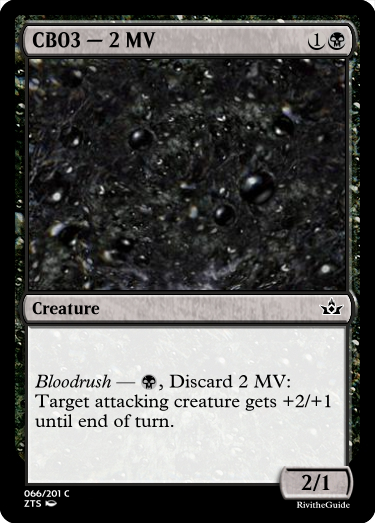 CB03 — 2 MV
1
Creature
Bloodrush — , Discard 2 MV:
Target attacking creature gets +2/+1
until end of turn.
2/1
066/201 C
ZTS
RivitheGuide